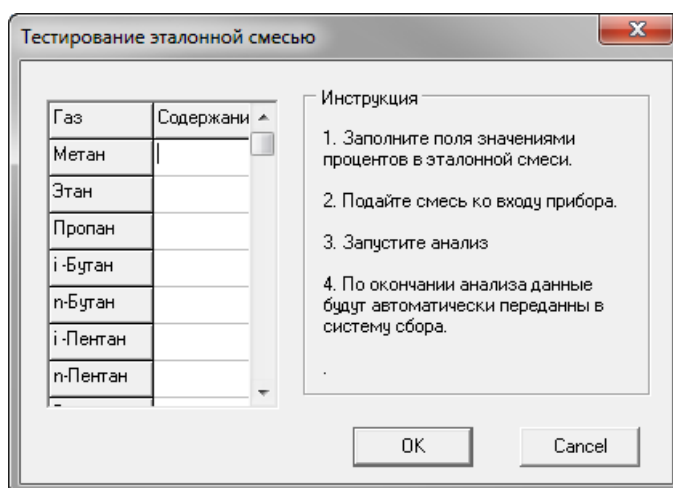 Тестирование эталонной смесью
Газ Содержани
Метан
Этан
Пропан
i -Бутан
n-Бутан
i -Пентан
n-Пентан
Инструкция
1. Заполните поля значениями
процентов в эталонной смеси.
2. Подайте смесь ко входу прибора.
3. Запустите анализ
4. По окончании анализа данные
будут автоматически переданны в
систему сбора.
.
OK
Cancel